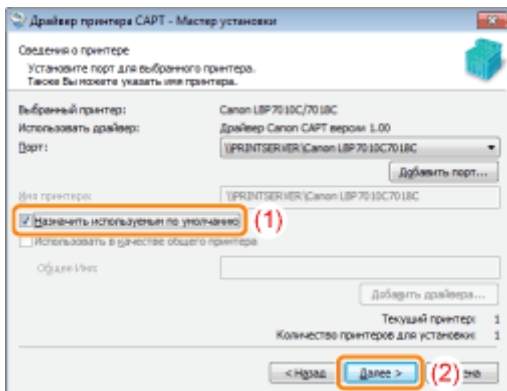 Драйвер принтера CAPT - Мастер установки
Сведения о принтере
Установите порт для выбранного принтера.
Также Вы можете указать имя принтера.
Выбранный принтер: Canon LBP7010C/7018C
Использовать драйвер: Драйвер Canon CAPT версии 1.00
Порт: \\PRINTSERVER\Canon LBP7010C7018C
Добавить порт...
Имя принтера: \\PRINTSERVER\Canon LBP7010C7018C
Назначить используемым по умолчанию (1)
Использовать в качестве общего принтера
Общее Имя:
Добавить драйвера...
Текущий принтер: 1
Количество принтеров для установки: 1
< Назад Далее > (2) ена